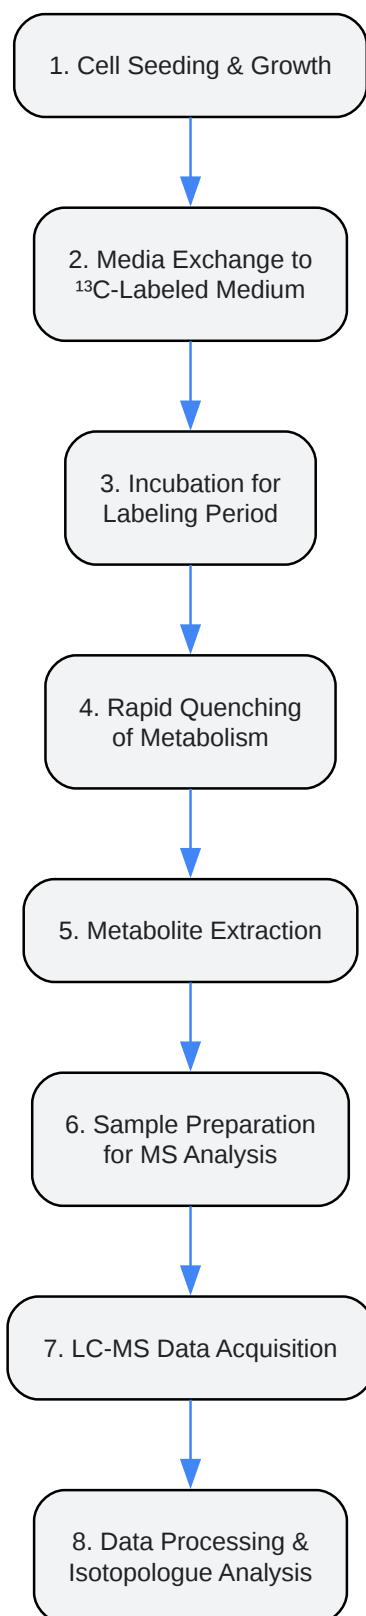 1. Cell Seeding & Growth
2. Media Exchange to
¹³C-Labeled Medium
3. Incubation for
Labeling Period
4. Rapid Quenching
of Metabolism
5. Metabolite Extraction
6. Sample Preparation
for MS Analysis
7. LC-MS Data Acquisition
8. Data Processing &
Isotopologue Analysis